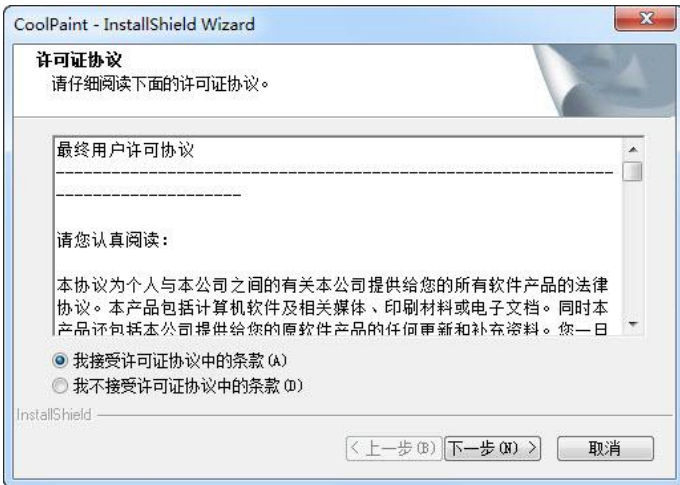 CoolPaint - InstallShield Wizard
许可证协议
请仔细阅读下面的许可证协议。
最终用户许可协议
------------------------------------------------------------
--------------------
请您认真阅读：
本协议为个人与本公司之间的有关本公司提供给您的所有软件产品的法律
协议。本产品包括计算机软件及相关媒体、印刷材料或电子文档。同时本
产品还包括本公司提供给您的原软件产品的任何更新和补充资料。您一旦
我接受许可证协议中的条款(A)
我不接受许可证协议中的条款(D)
InstallShield
< 上一步(B) 下一步(N) > 取消